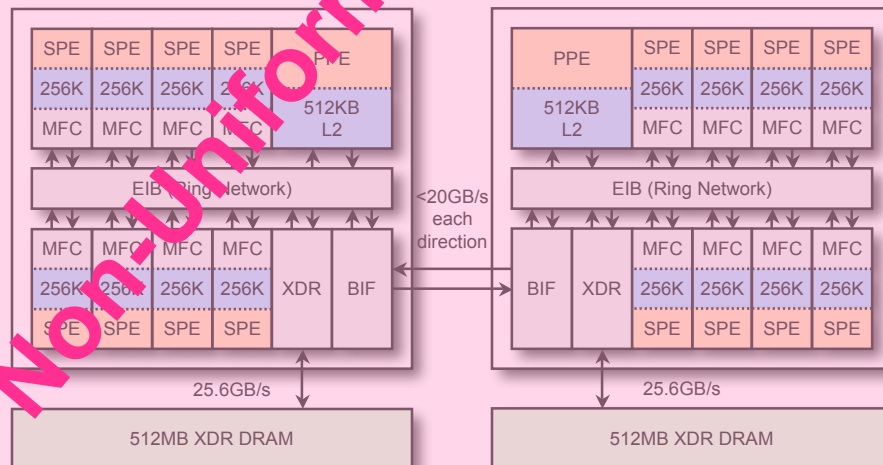 SPE SPE SPE SPE PPE
256K 256K 256K 256K
512KB
L2
MFC MFC MFC MFC
EIB (Ring Network)
MFC MFC MFC MFC
256K 256K 256K 256K XDR BIF
SPE SPE SPE SPE
25.6GB/s
512MB XDR DRAM
Non-Uniform
<20GB/s
each
direction
PPE SPE SPE SPE SPE
256K 256K 256K 256K
512KB
L2
MFC MFC MFC MFC
EIB (Ring Network)
MFC MFC MFC MFC
BIF XDR 256K 256K 256K 256K
SPE SPE SPE SPE
25.6GB/s
512MB XDR DRAM